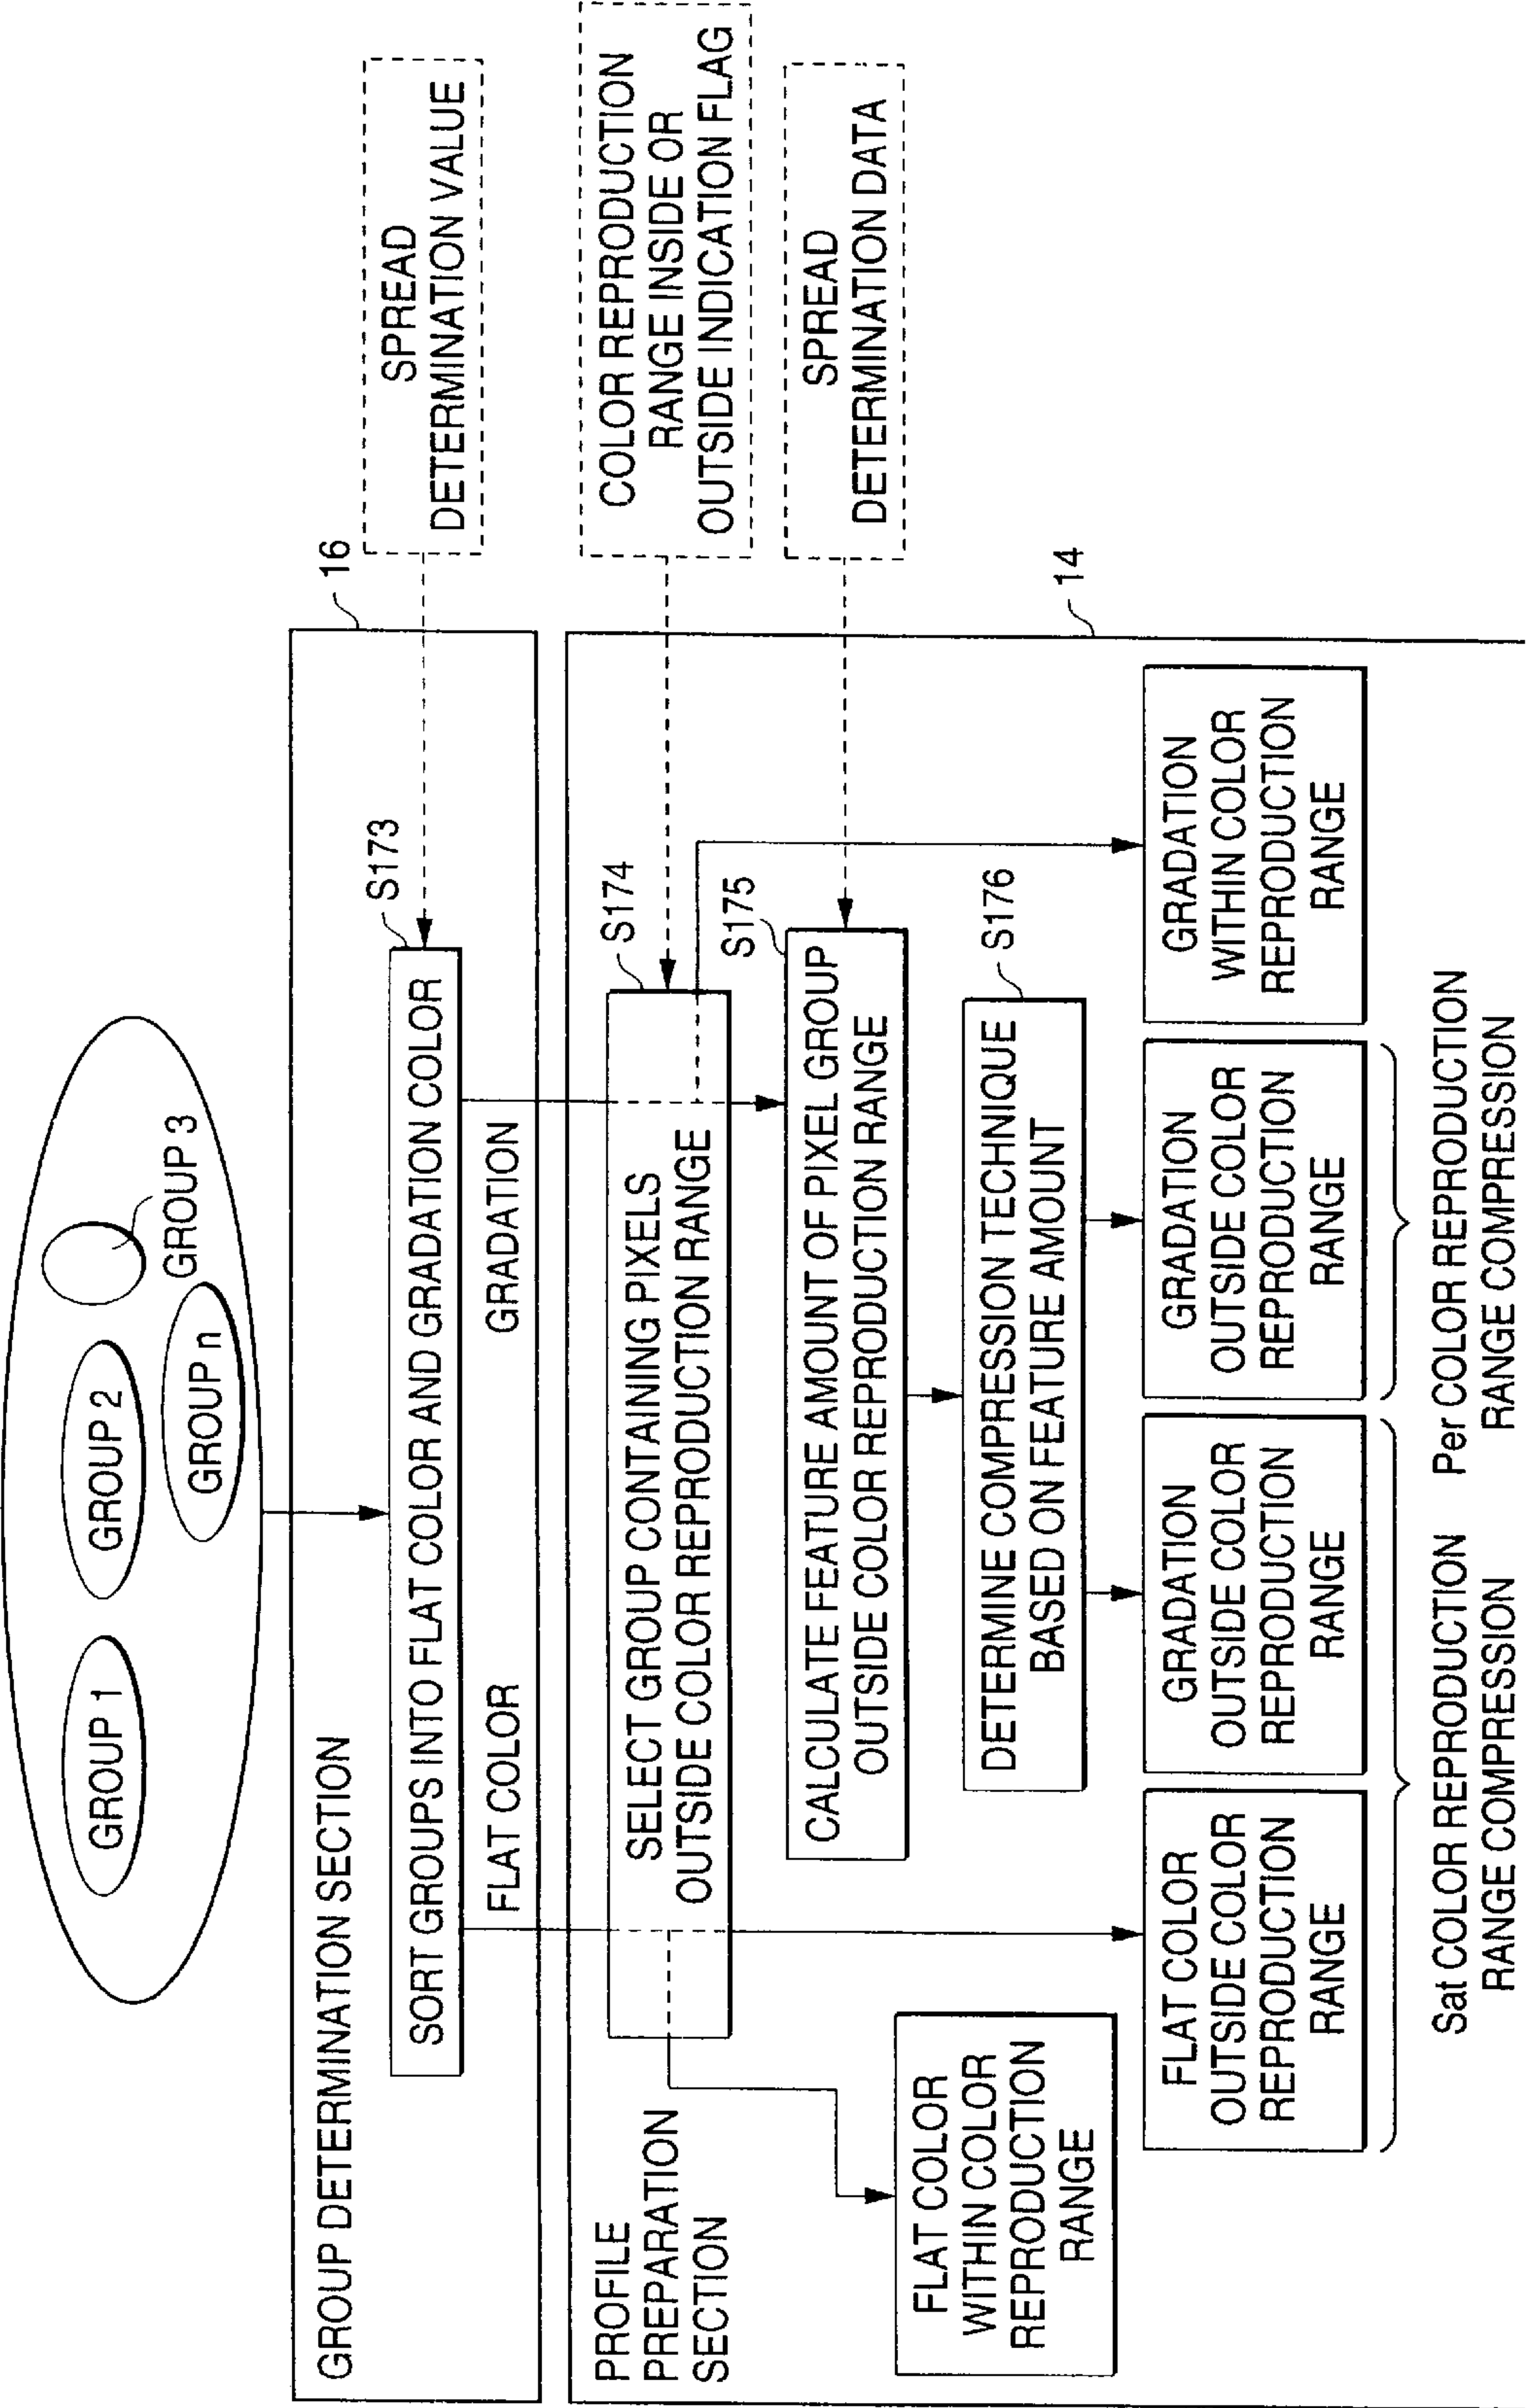 GROUP 1
GROUP 2
GROUP 3
GROUP n
GROUP DETERMINATION SECTION
16
SPREAD
DETERMINATION VALUE
S173
SORT GROUPS INTO FLAT COLOR AND GRADATION COLOR
FLAT COLOR
GRADATION
PROFILE
PREPARATION
SECTION
14
COLOR REPRODUCTION
RANGE INSIDE OR
OUTSIDE INDICATION FLAG
S174
SELECT GROUP CONTAINING PIXELS
OUTSIDE COLOR REPRODUCTION RANGE
SPREAD
DETERMINATION DATA
S175
CALCULATE FEATURE AMOUNT OF PIXEL GROUP
OUTSIDE COLOR REPRODUCTION RANGE
S176
DETERMINE COMPRESSION TECHNIQUE
BASED ON FEATURE AMOUNT
FLAT COLOR
WITHIN COLOR
REPRODUCTION
RANGE
FLAT COLOR
OUTSIDE COLOR
REPRODUCTION
RANGE
GRADATION
OUTSIDE COLOR
REPRODUCTION
RANGE
GRADATION
OUTSIDE COLOR
REPRODUCTION
RANGE
GRADATION
WITHIN COLOR
REPRODUCTION
RANGE
Sat COLOR REPRODUCTION
RANGE COMPRESSION
Per COLOR REPRODUCTION
RANGE COMPRESSION